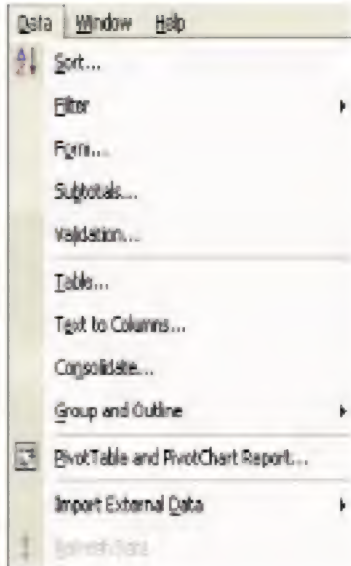 Data Window Help
Sort...
Filter
Form...
Subtotals...
Validation...
Table...
Text to Columns...
Consolidate...
Group and Outline
PivotTable and PivotChart Report...
Import External Data
Refresh Data